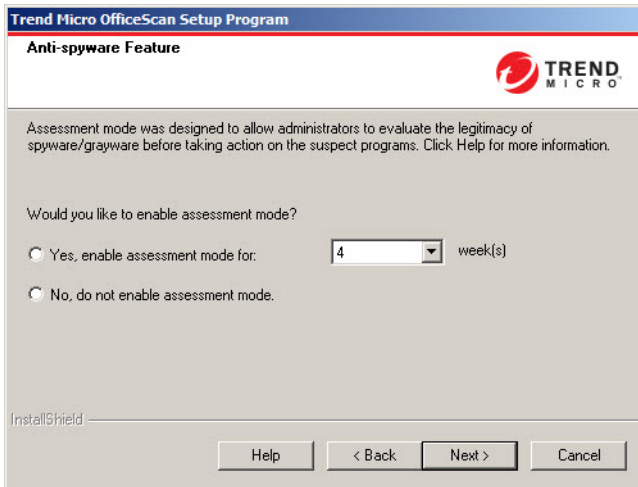 Trend Micro OfficeScan Setup Program
Anti-spyware Feature
TREND
MICRO
Assessment mode was designed to allow administrators to evaluate the legitimacy of
spyware/grayware before taking action on the suspect programs. Click Help for more information.
Would you like to enable assessment mode?
Yes, enable assessment mode for: 4 week(s)
No, do not enable assessment mode.
InstallShield
Help < Back Next > Cancel